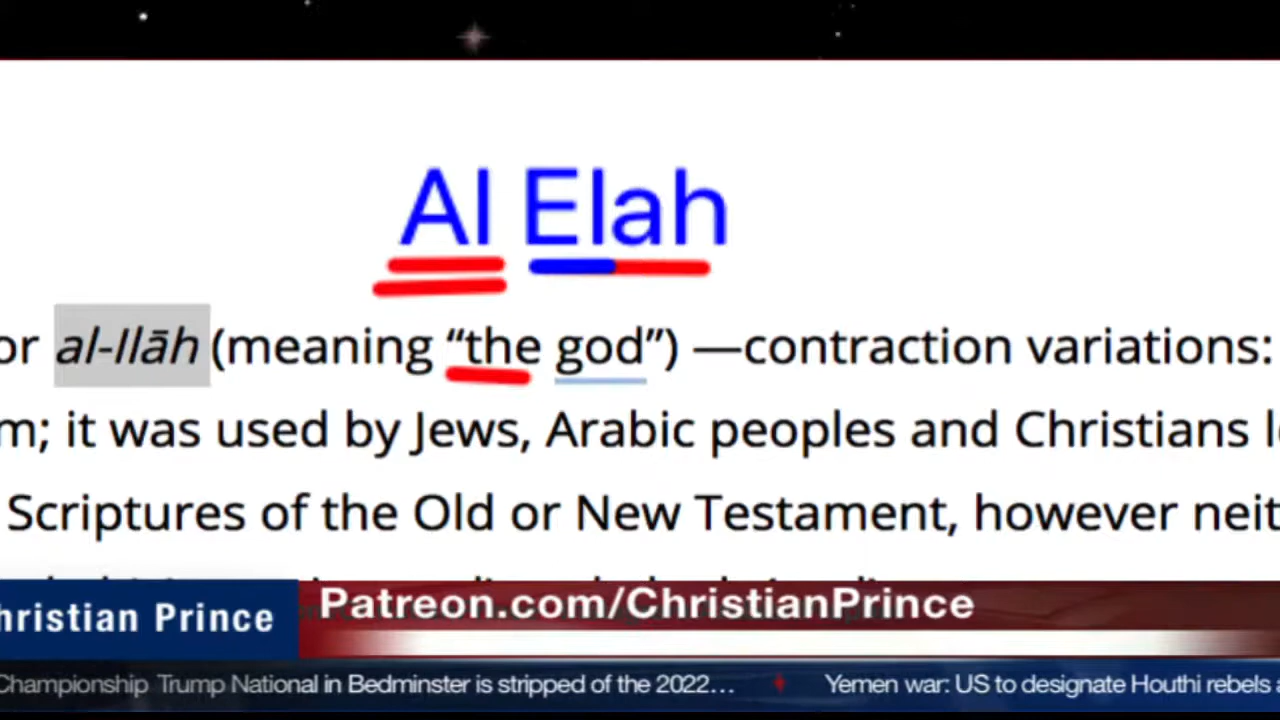 Al Elah
or al-Ilāh (meaning “the god”) —contraction variations:
it was used by Jews, Arabic peoples and Christians
Scriptures of the Old or New Testament, however
Christian Prince
Patreon.com/ChristianPrince
Championship Trump National in Bedminster is stripped of the 2022… Yemen war: US to designate Houthi rebels